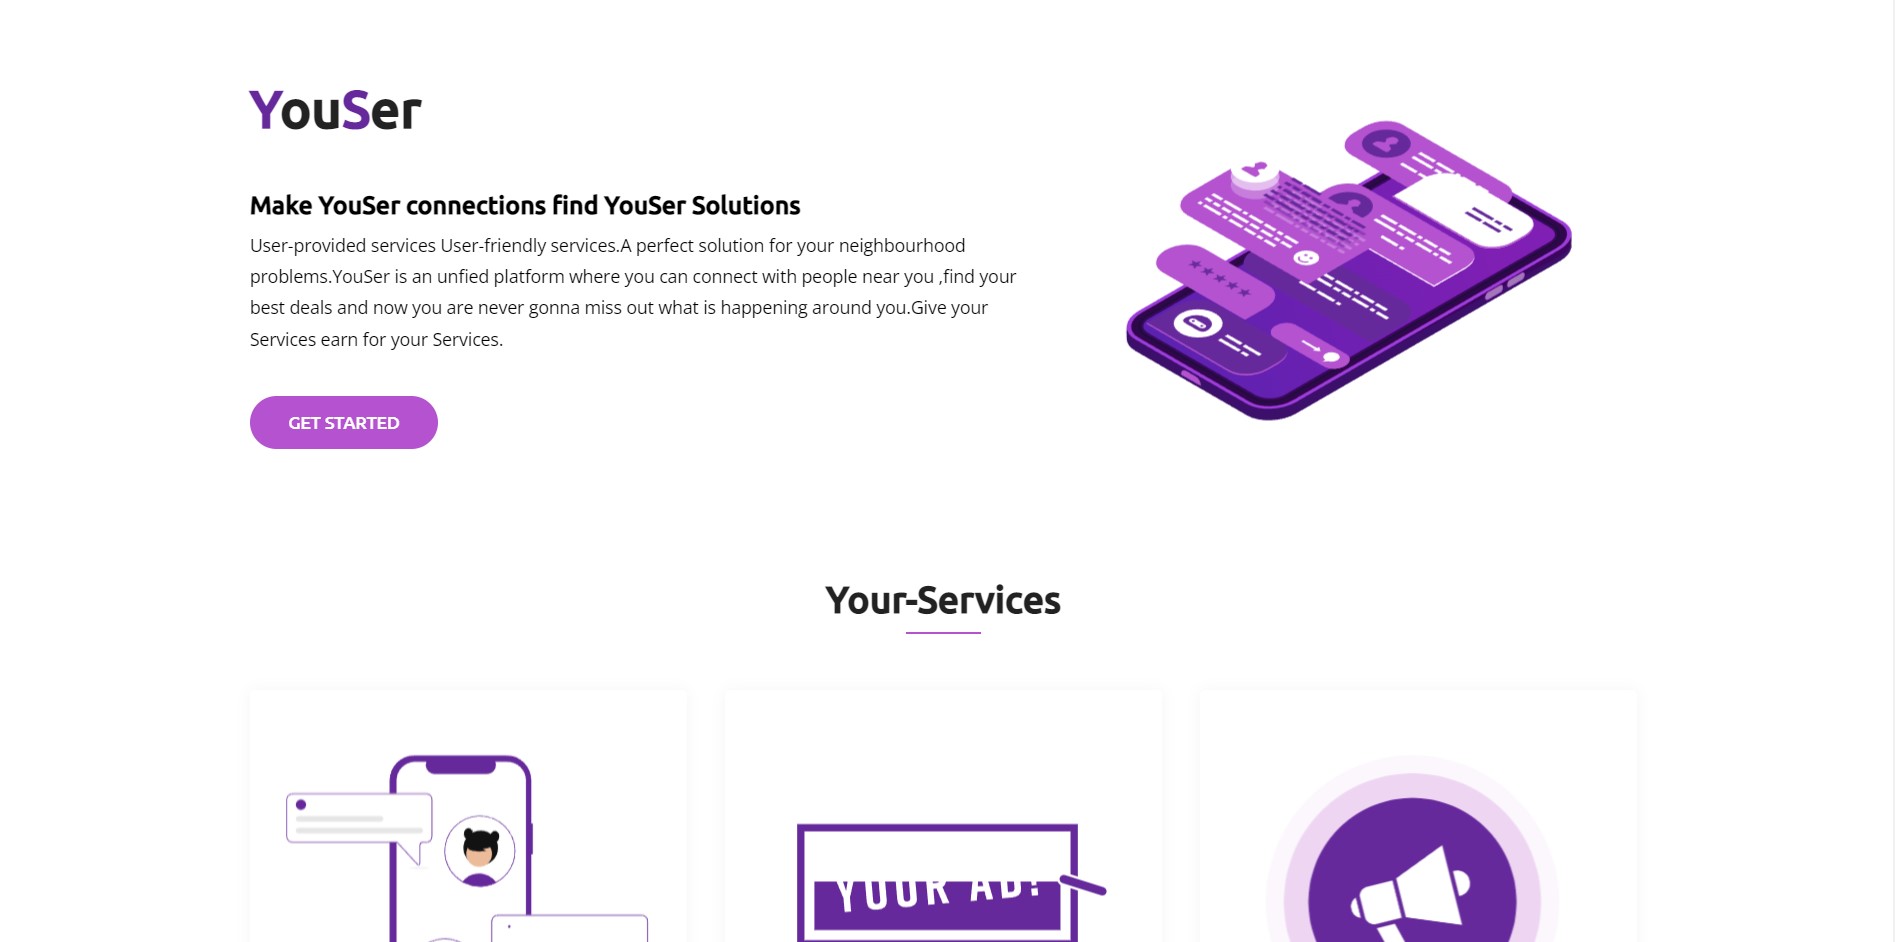 YouSer
Make YouSer connections find YouSer Solutions
User-provided services User-friendly services.A perfect solution for your neighbourhood
problems.YouSer is an unfied platform where you can connect with people near you ,find your
best deals and now you are never gonna miss out what is happening around you.Give your
Services earn for your Services.
GET STARTED
Your-Services
YOUR AD!